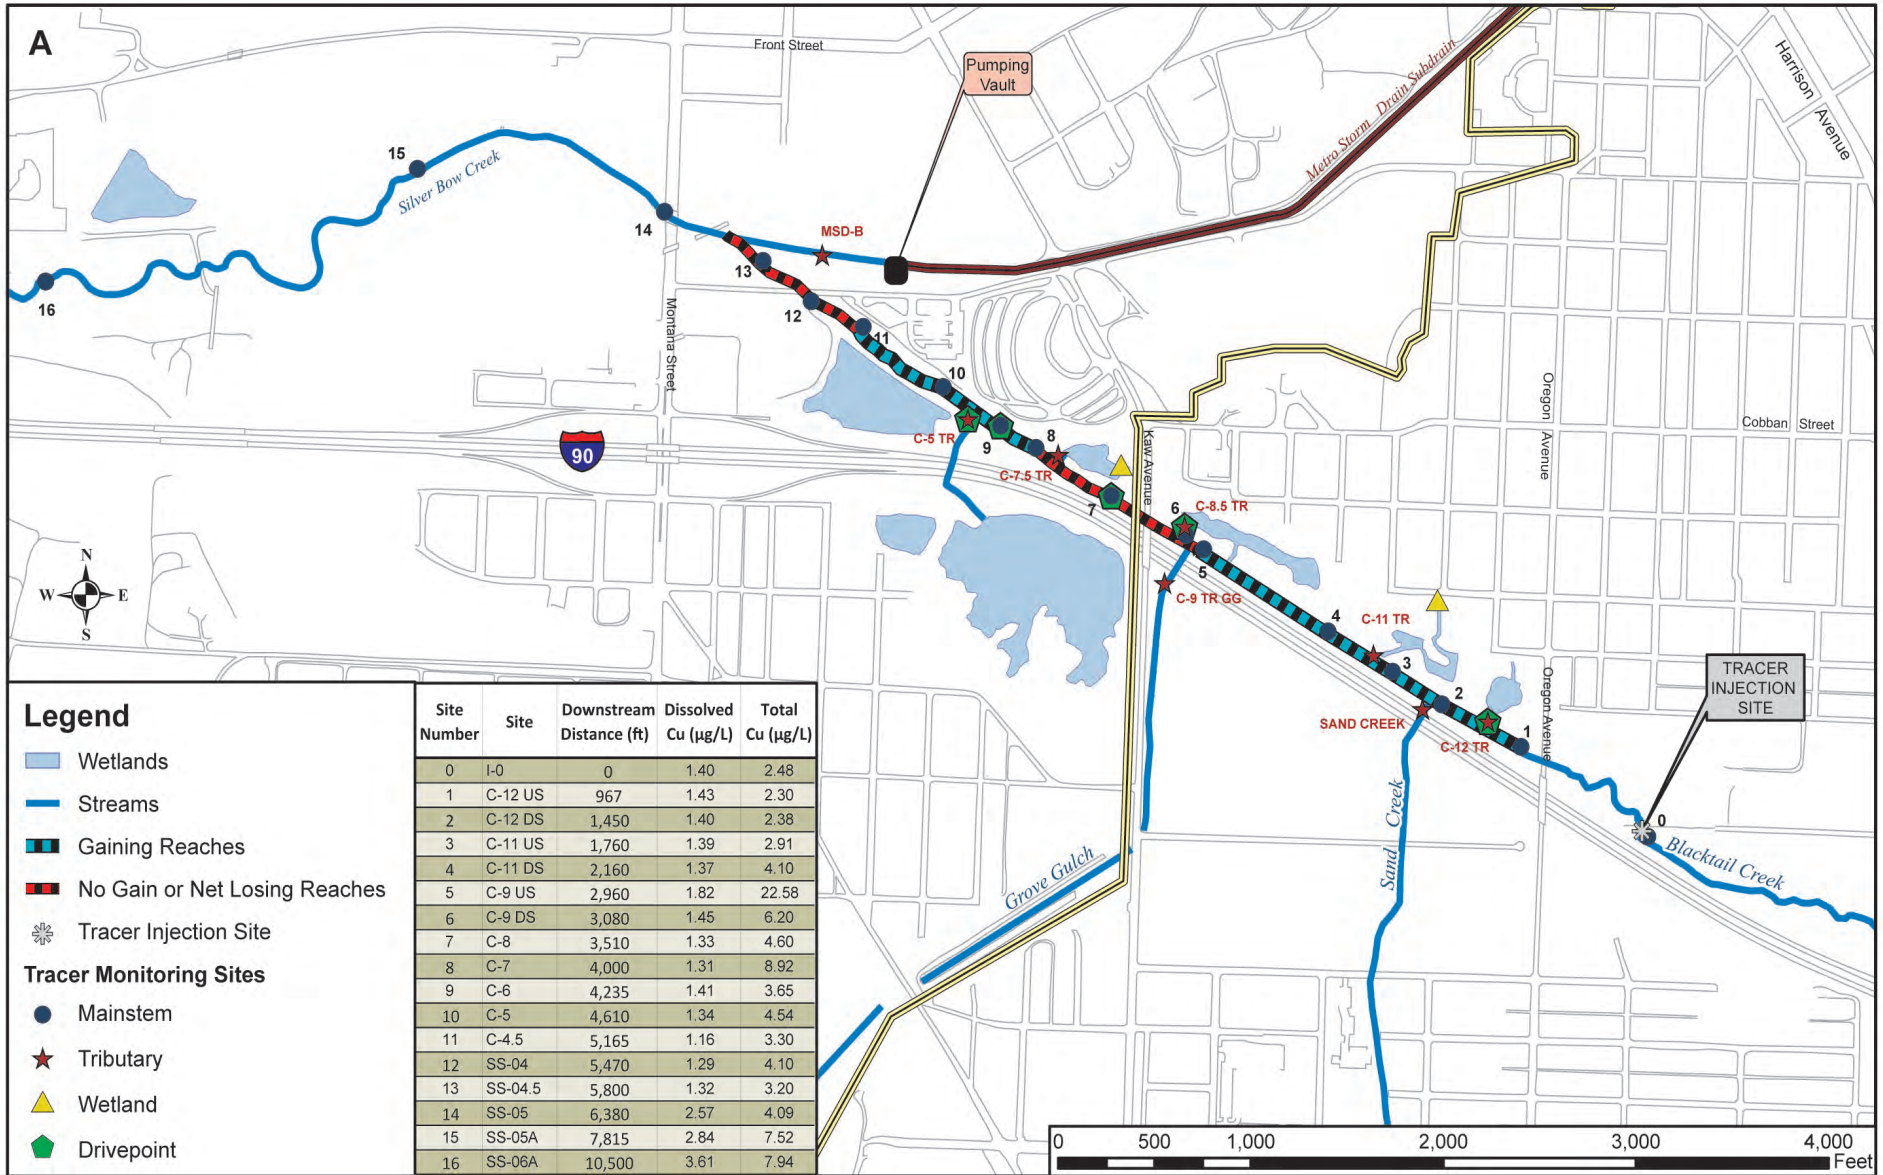 A
Front Street
Pumping
Vault
Metro Storm Drain Subdrain
Harrison Avenue
15
Silver Bow Creek
14
MSD-B
13
16
12
Montana Street
11
10
Oregon Avenue
Cobban Street
90
C-5 TR
9
8
C-7.5 TR
Kaw Avenue
7
6
C-8.5 TR
5
N
W
E
S
C-9 TR GG
4
C-11 TR
3
2
SAND CREEK
C-12 TR
1
Oregon Avenue
TRACER
INJECTION
SITE
0
Blacktail Creek
Sand Creek
Grove Gulch
Legend
Wetlands
Streams
Gaining Reaches
No Gain or Net Losing Reaches
Tracer Injection Site
Tracer Monitoring Sites
Mainstem
Tributary
Wetland
Drivepoint
Site Number Site Downstream Distance (ft) Dissolved Cu (µg/L) Total Cu (µg/L)
0 I-0 0 1.40 2.48
1 C-12 US 967 1.43 2.30
2 C-12 DS 1,450 1.40 2.38
3 C-11 US 1,760 1.39 2.91
4 C-11 DS 2,160 1.37 4.10
5 C-9 US 2,960 1.82 22.58
6 C-9 DS 3,080 1.45 6.20
7 C-8 3,510 1.33 4.60
8 C-7 4,000 1.31 8.92
9 C-6 4,235 1.41 3.65
10 C-5 4,610 1.34 4.54
11 C-4.5 5,165 1.16 3.30
12 SS-04 5,470 1.29 4.10
13 SS-04.5 5,800 1.32 3.20
14 SS-05 6,380 2.57 4.09
15 SS-05A 7,815 2.84 7.52
16 SS-06A 10,500 3.61 7.94
0 500 1,000 2,000 3,000 4,000
Feet